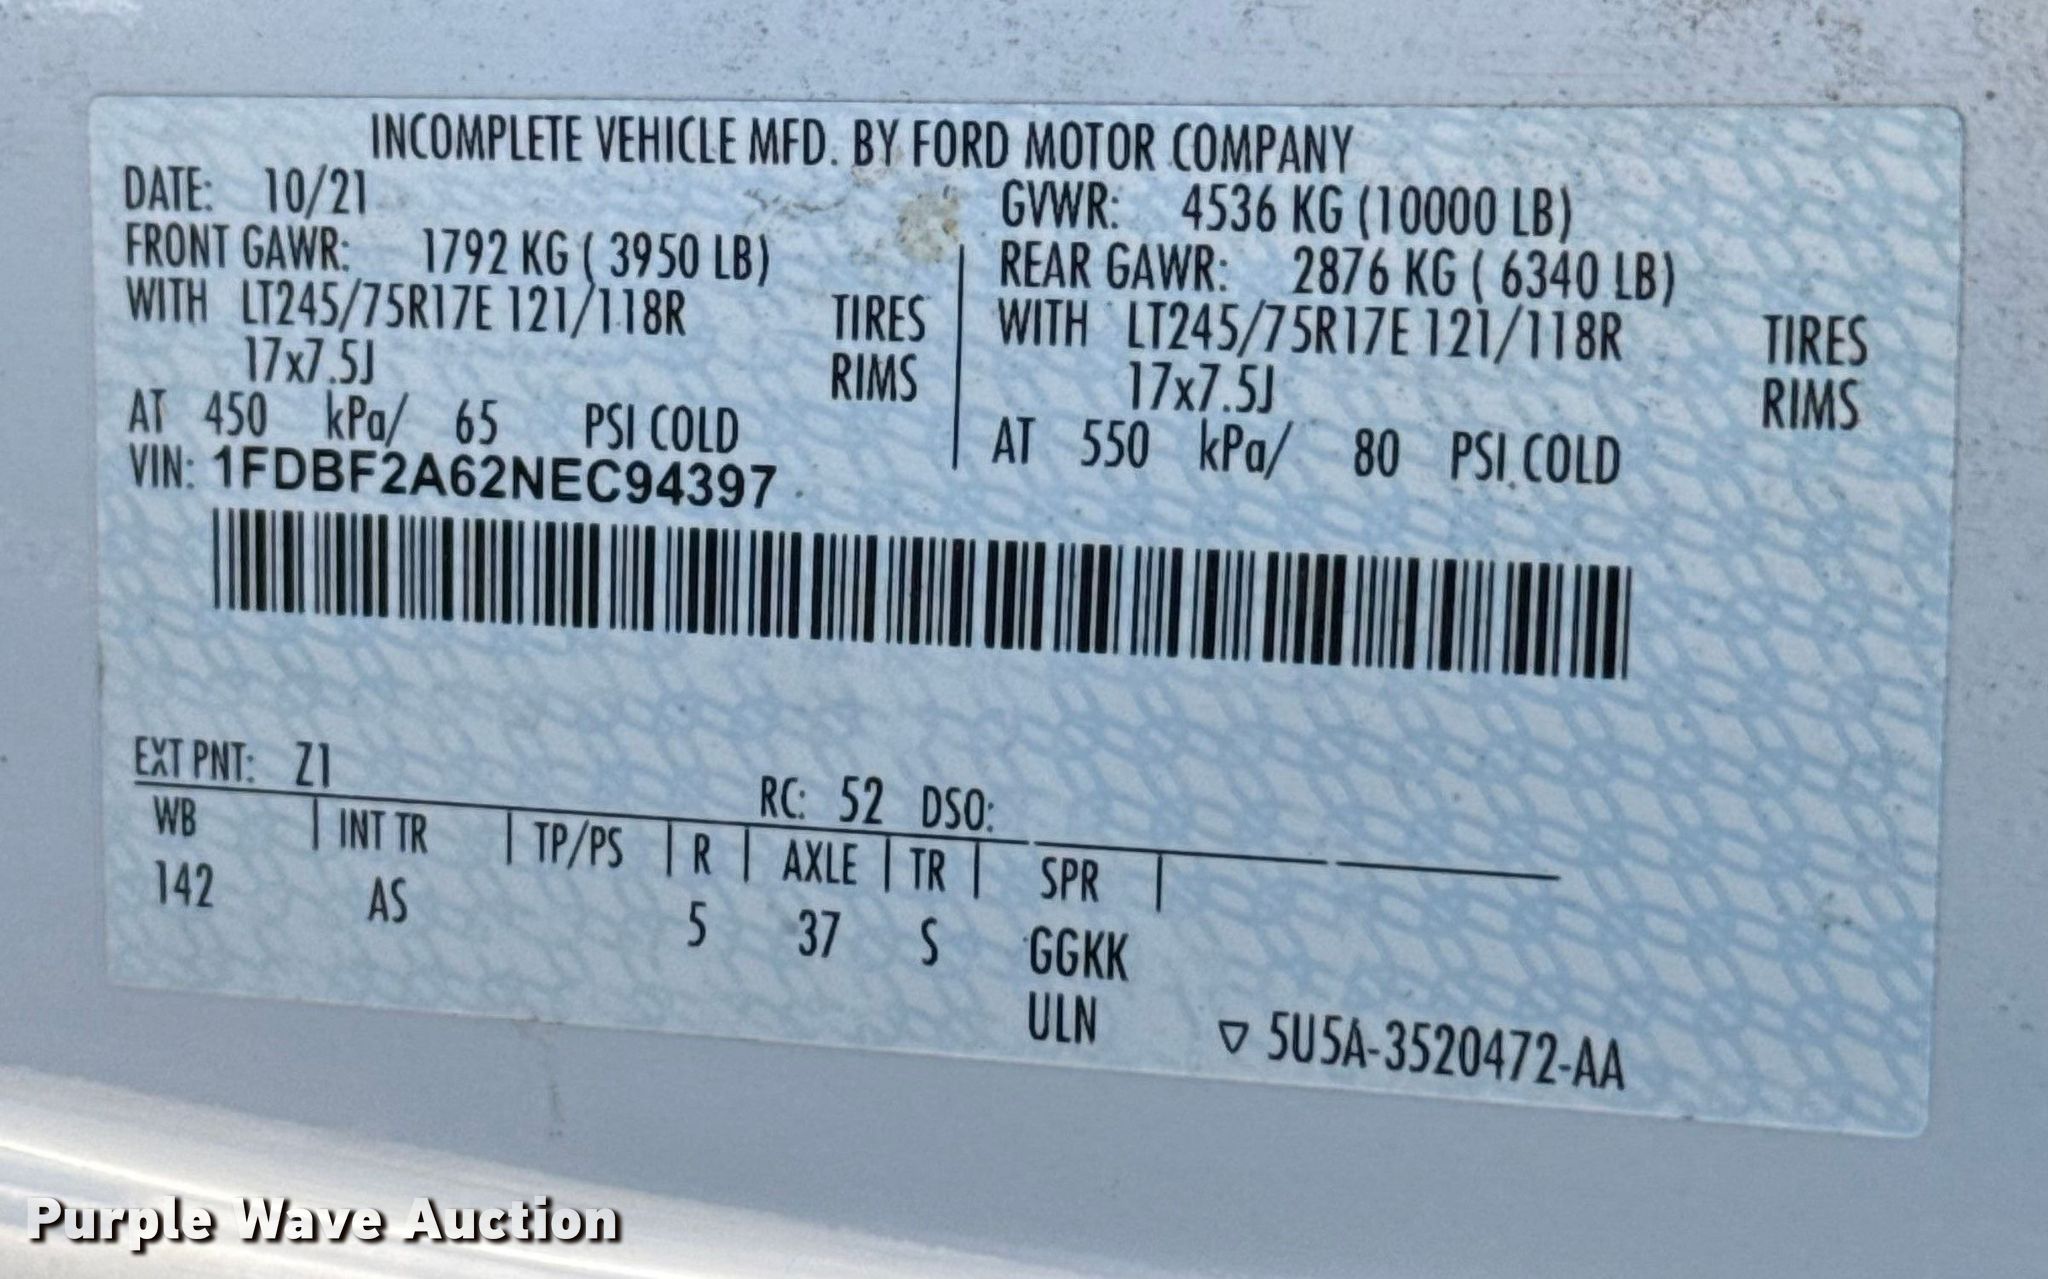 INCOMPLETE VEHICLE MFD. BY FORD MOTOR COMPANY
DATE: 10/21 GVWR: 4536 KG (10000 LB)
FRONT GAWR: 1792 KG ( 3950 LB) REAR GAWR: 2876 KG ( 6340 LB)
WITH LT245/75R17E 121/118R TIRES WITH LT245/75R17E 121/118R TIRES
17x7.5J RIMS 17x7.5J RIMS
AT 450 kPa/ 65 PSI COLD AT 550 kPa/ 80 PSI COLD
VIN: 1FDBF2A62NEC94397
EXT PNT: Z1 RC: 52 DSO:
WB | INT TR | TP/PS | R | AXLE | TR | SPR |
142 AS 5 37 S GGKK
ULN
▽ 5U5A-3520472-AA
Purple Wave Auction